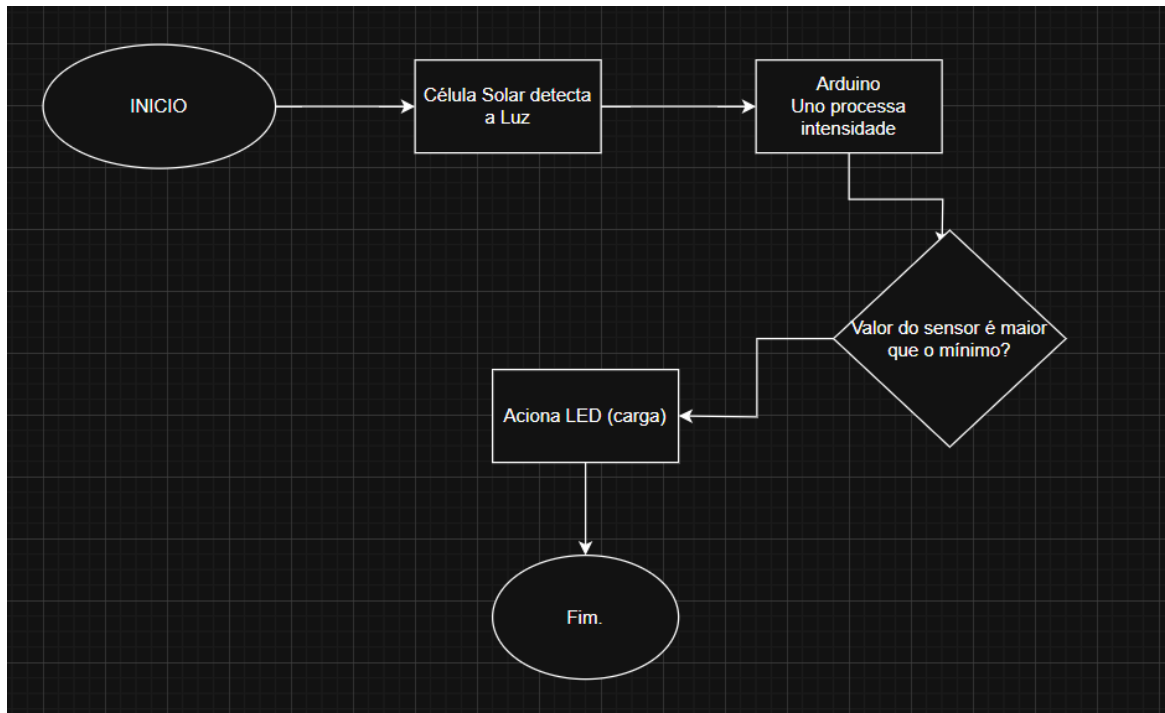 INICIO
Célula Solar detecta
a Luz
Arduino
Uno processa
intensidade
Valor do sensor é maior
que o mínimo?
Aciona LED (carga)
Fim.